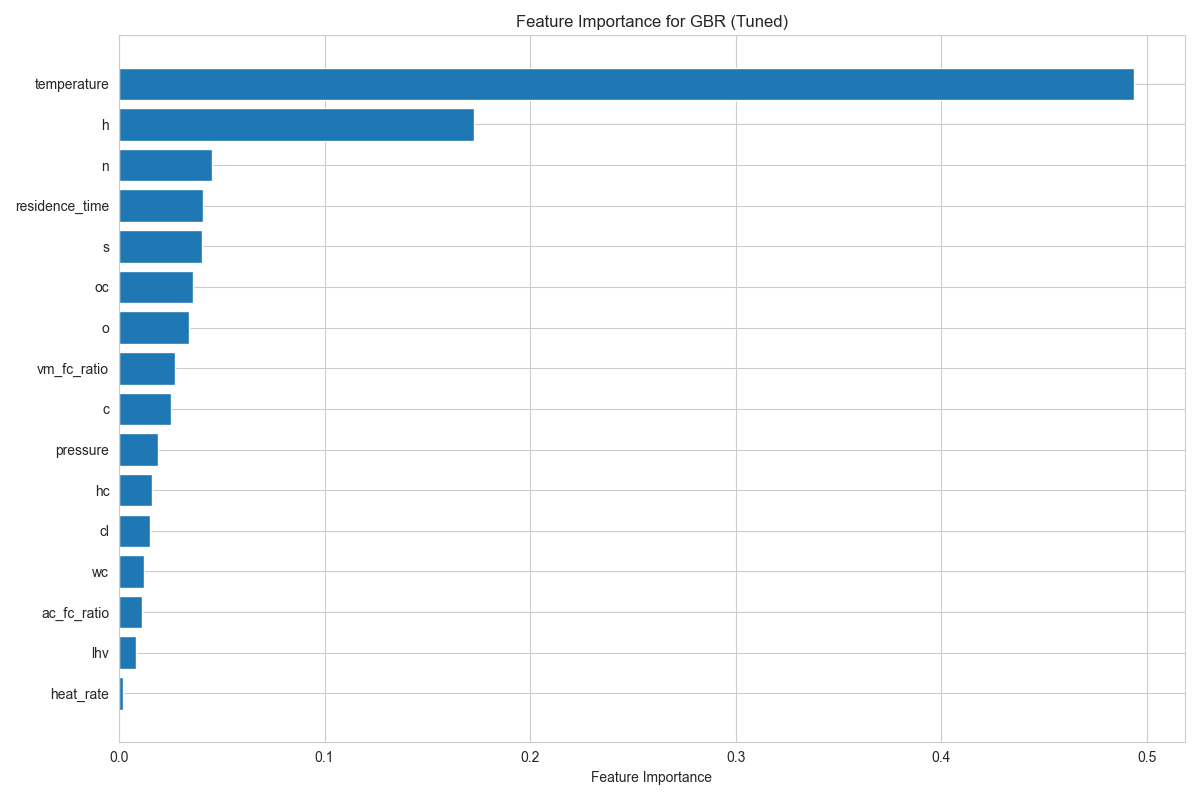 Feature Importance for GBR (Tuned)
temperature
h
n
residence_time
s
oc
o
vm_fc_ratio
c
pressure
hc
cl
wc
ac_fc_ratio
lhv
heat_rate
0.0 0.1 0.2 0.3 0.4 0.5
Feature Importance